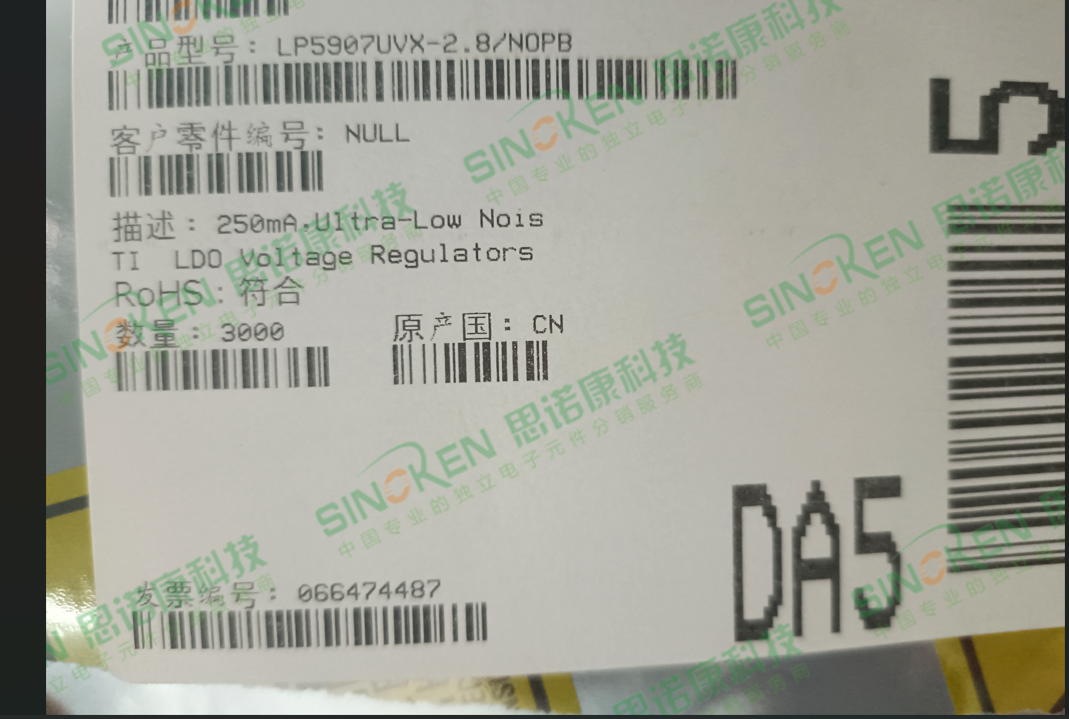 产品型号: LP5907UVX-2.8/NOPB
客户零件编号: NULL
描述: 250mA,Ultra-Low Nois
TI LDO Voltage Regulators
RoHS: 符合
数量: 3000
原产国: CN
发票编号: 066474487
5
DA5
SINOKEN 思诺康科技
中国专业的独立电子元件分销服务商